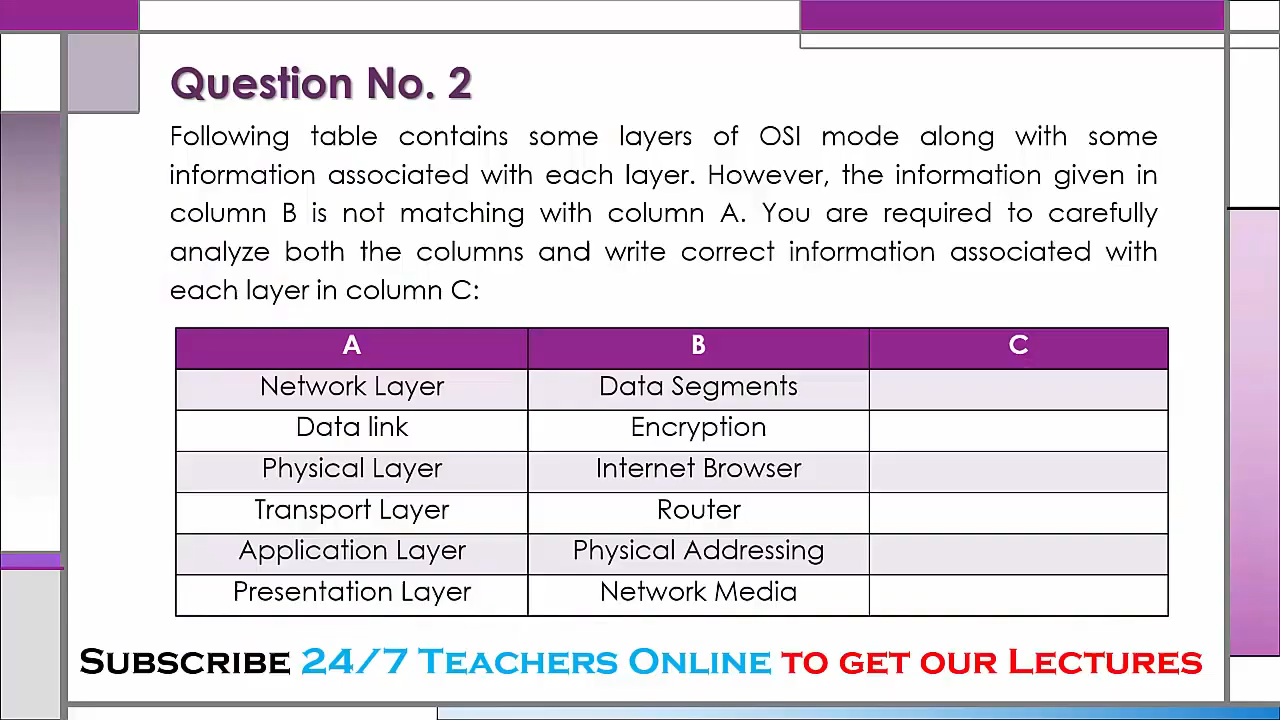 Question No. 2
Following table contains some layers of OSI mode along with some
information associated with each layer. However, the information given in
column B is not matching with column A. You are required to carefully
analyze both the columns and write correct information associated with
each layer in column C:
A B C
Network Layer Data Segments
Data link Encryption
Physical Layer Internet Browser
Transport Layer Router
Application Layer Physical Addressing
Presentation Layer Network Media
SUBSCRIBE 24/7 TEACHERS ONLINE TO GET OUR LECTURES